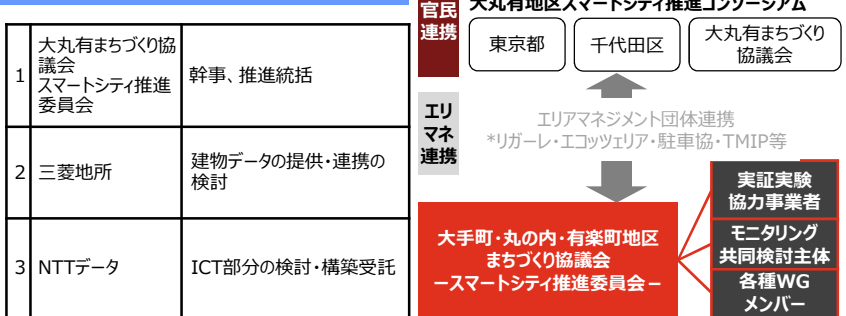 1
大丸有まちづくり協
議会
スマートシティ推進
委員会
幹事、推進統括
2
三菱地所
建物データの提供・連携の
検討
3
NTTデータ
ICT部分の検討・構築受託
官民
連携
大丸有地区スマートシティ推進コンソーシアム
東京都
千代田区
大丸有まちづくり
協議会
エリ
マネ
連携
エリアマネジメント団体連携
*リガーレ・エコッツェリア・駐車協・TMIP等
大手町・丸の内・有楽町地区
まちづくり協議会
－スマートシティ推進委員会－
実証実験
協力事業者
モニタリング
共同検討主体
各種WG
メンバー